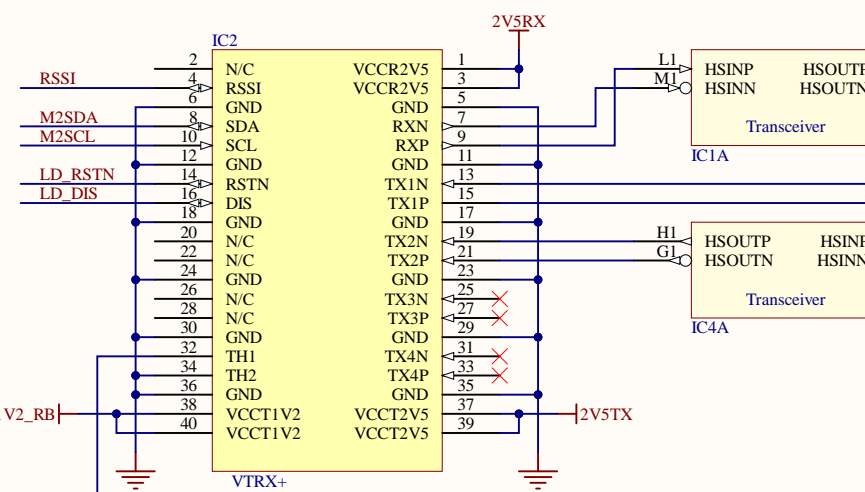 2V5RX
IC2
2 N/C VCCR2V5 1
RSSI 4 RSSI VCCR2V5 3
6 GND GND 5
M2SDA 8 SDA RXN 7
M2SCL 10 SCL RXP 9
12 GND GND 11
LD_RSTN 14 RSTN TX1N 13
LD_DIS 16 DIS TX1P 15
18 GND GND 17
20 N/C TX2N 19
22 N/C TX2P 21
24 GND GND 23
26 N/C TX3N 25
28 N/C TX3P 27
30 GND GND 29
32 TH1 TX4N 31
34 TH2 TX4P 33
36 GND GND 35
V2_RB 38 VCCT1V2 VCCT2V5 37 2V5TX
40 VCCT1V2 VCCT2V5 39
VTRX+
L1 HSINP HSOUTP
M1 HSINN HSOUTN
Transceiver
IC1A
H1 HSOUTP HSINP
G1 HSOUTN HSINN
Transceiver
IC4A